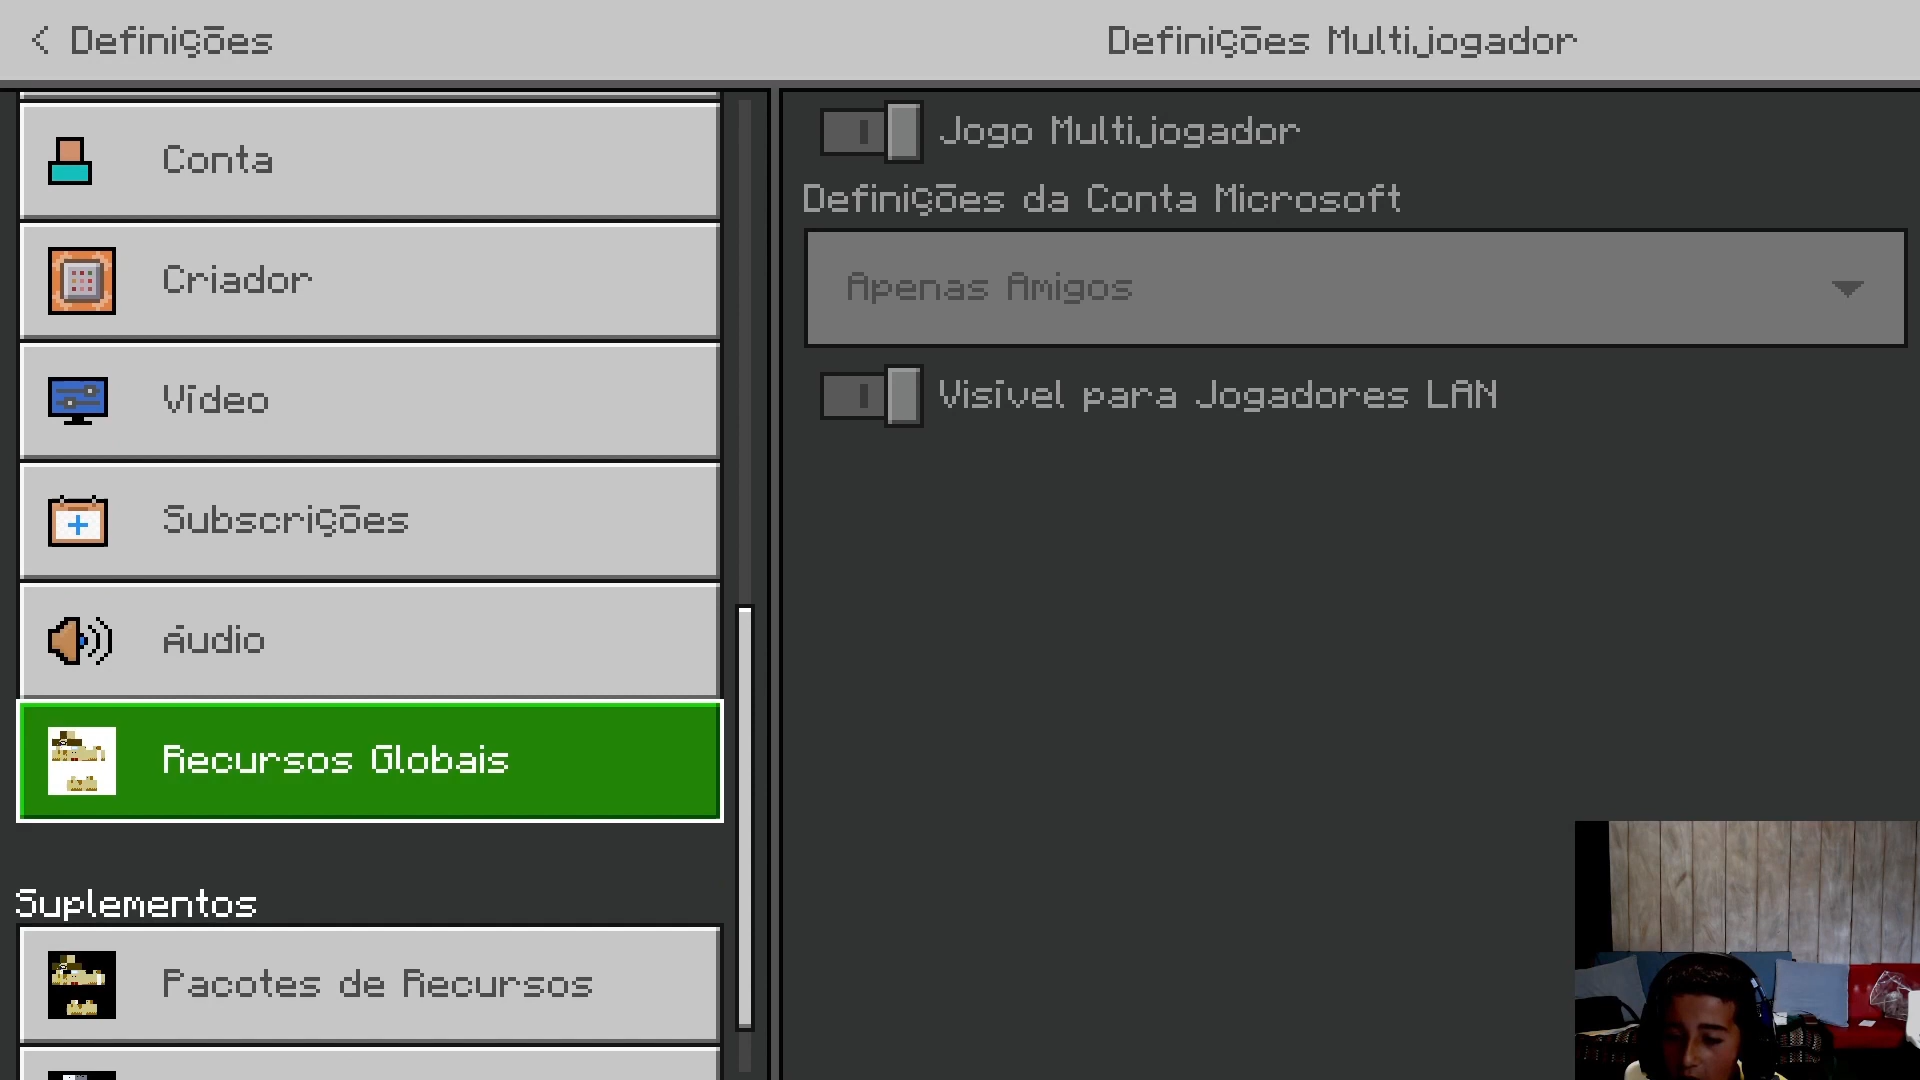 Definições
Definições Multijogador
Conta
Criador
Vídeo
Subscrições
Áudio
Recursos Globais
Suplementos
Pacotes de Recursos
Jogo Multijogador
Definições da Conta Microsoft
Apenas Amigos
Visível para Jogadores LAN